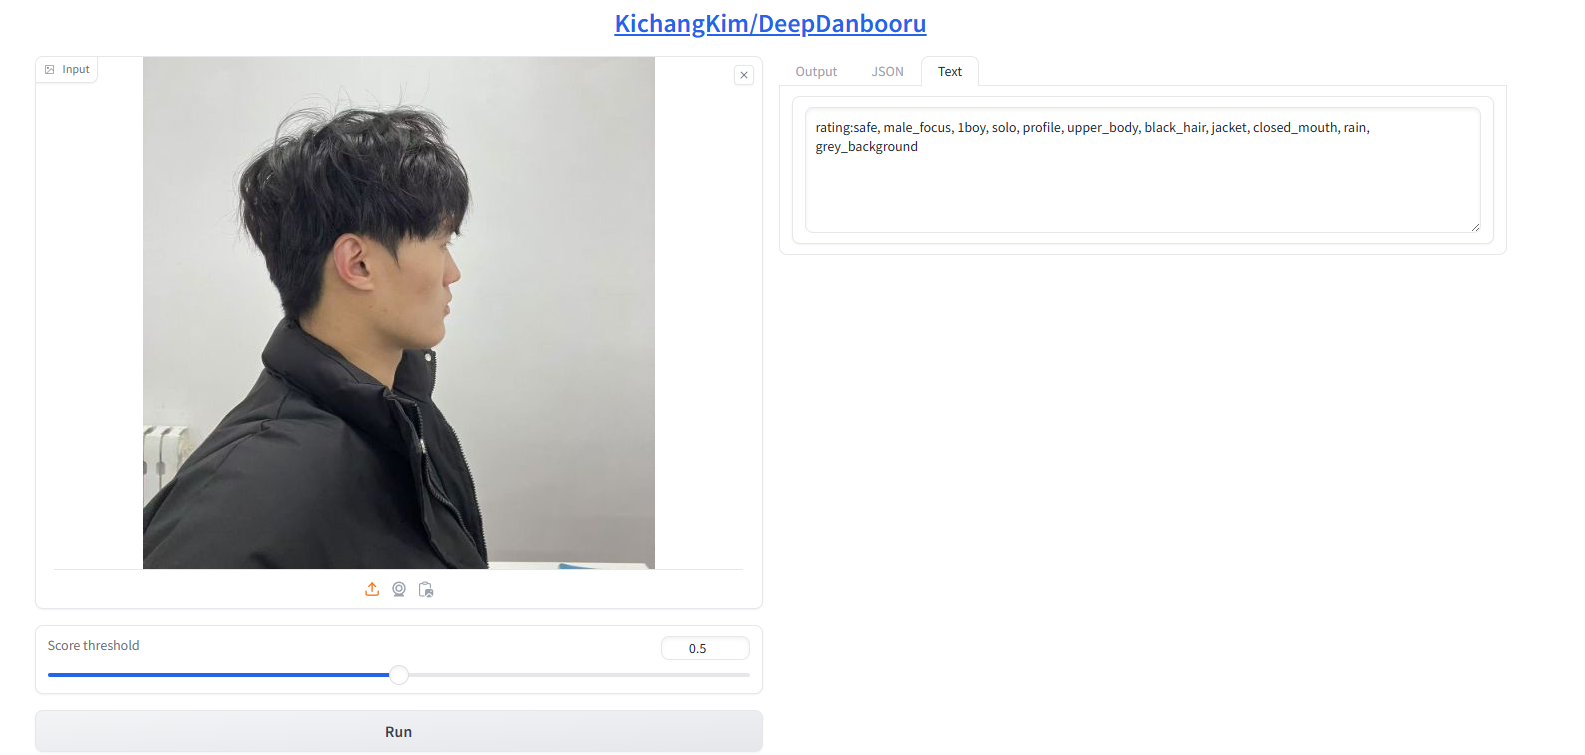 KichangKim/DeepDanbooru
Input
Output JSON Text
rating:safe, male_focus, 1boy, solo, profile, upper_body, black_hair, jacket, closed_mouth, rain,
grey_background
Score threshold
0.5
Run